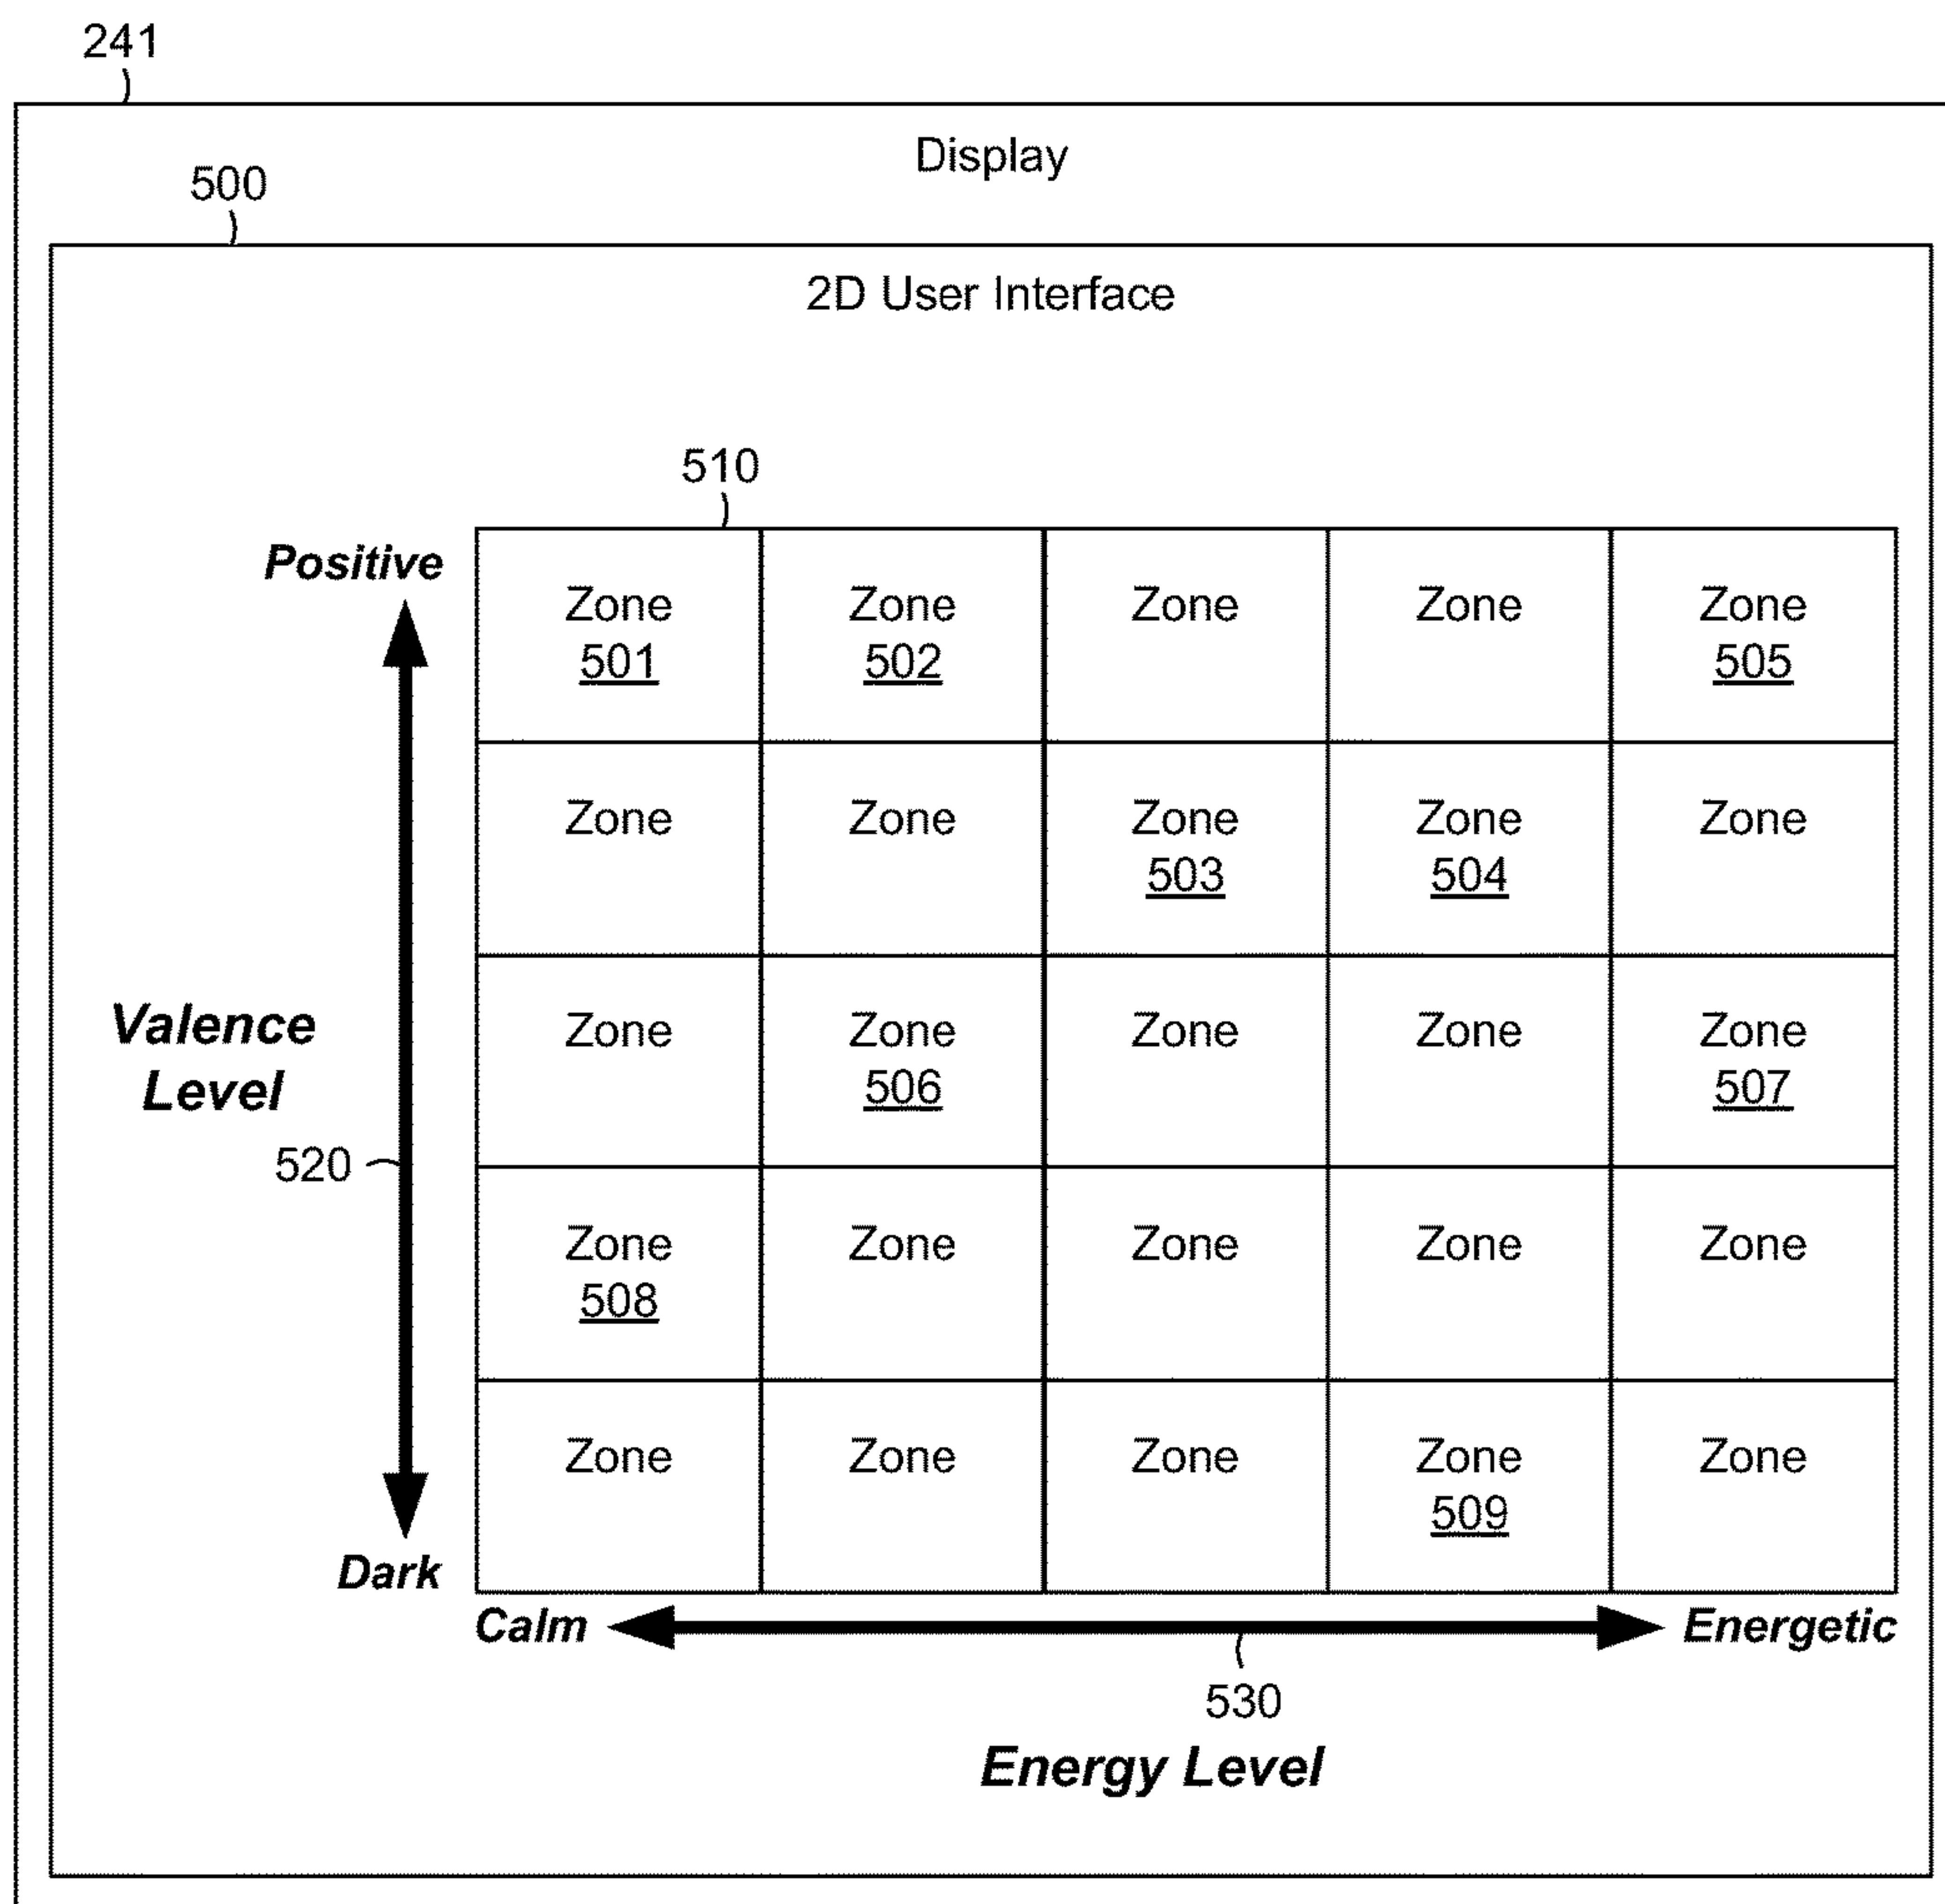 241
Display
500
2D User Interface
510
Positive
Zone Zone Zone Zone Zone
501 502 505
Zone Zone Zone Zone Zone
503 504
Valence
Level
Zone Zone Zone Zone Zone
506 507
520
Zone Zone Zone Zone Zone
508
Zone Zone Zone Zone Zone
509
Dark
Calm Energetic
530
Energy Level